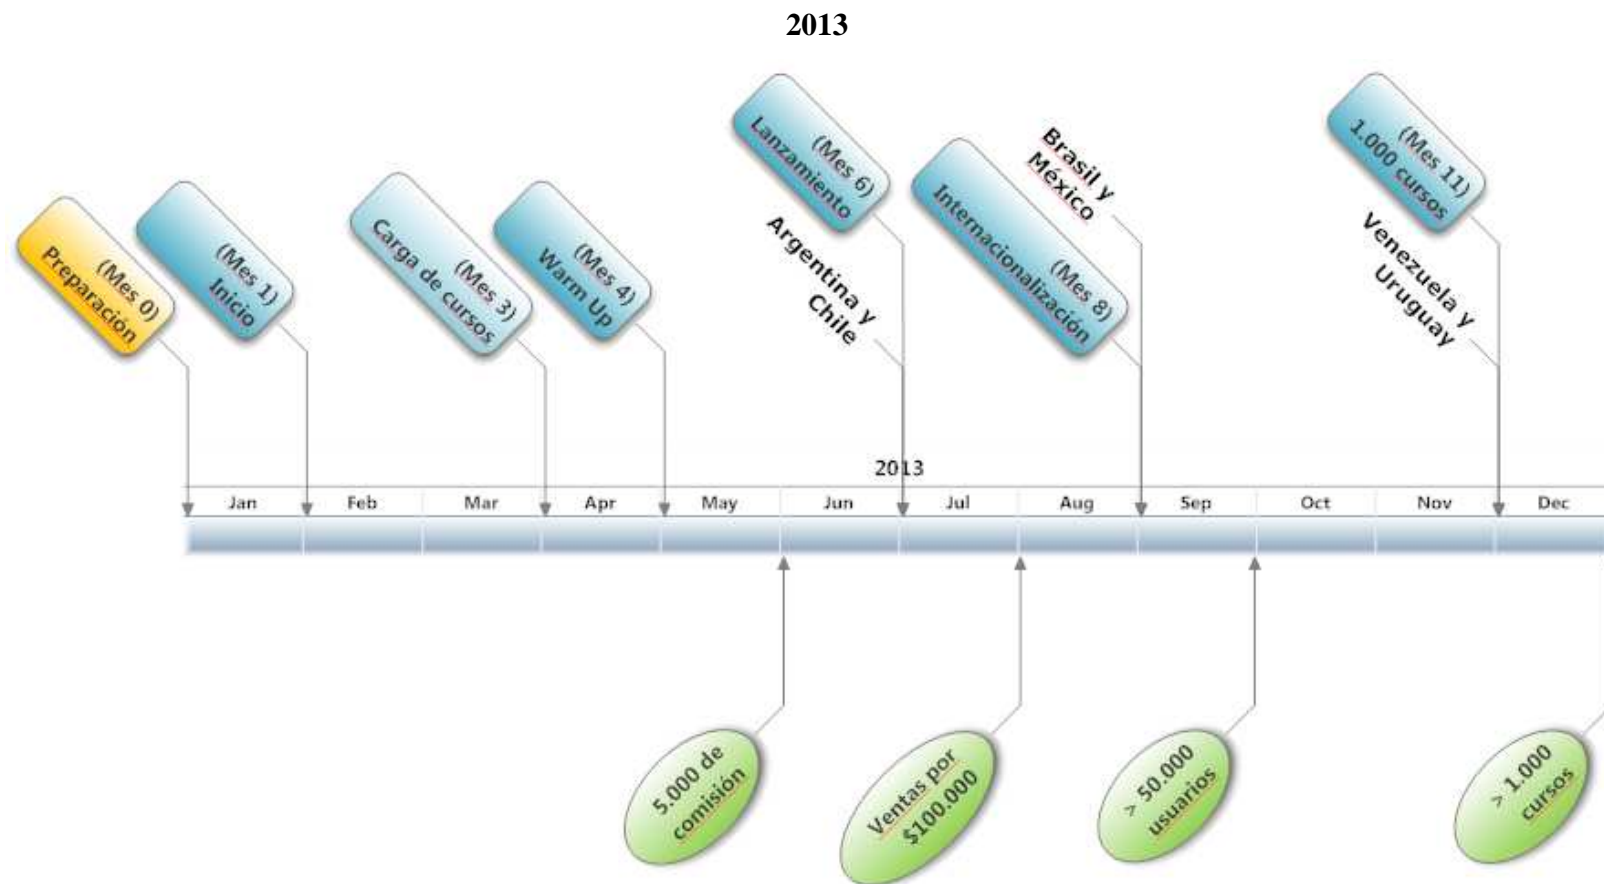 2013
(Mes 0)
Preparación
(Mes 1)
Inicio
(Mes 3)
Carga de cursos
(Mes 4)
Warm Up
(Mes 6)
Lanzamiento
Argentina y
Chile
(Mes 8)
Internacionalización
Brasil y
México
(Mes 11)
1.000 cursos
Venezuela y
Uruguay
2013
Jan Feb Mar Apr May Jun Jul Aug Sep Oct Nov Dec
5.000 de
comisión
Ventas por
$100.000
> 50.000
usuarios
> 1.000
cursos